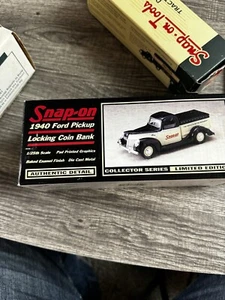 Snap-on Tools
TRAC
Snap-on
1940 Ford Pickup
Locking Coin Bank
1/25th Scale Pad Printed Graphics
Baked Enamel Finish Die Cast Metal
AUTHENTIC DETAIL
Snap-on
COLLECTOR SERIES LIMITED EDITION